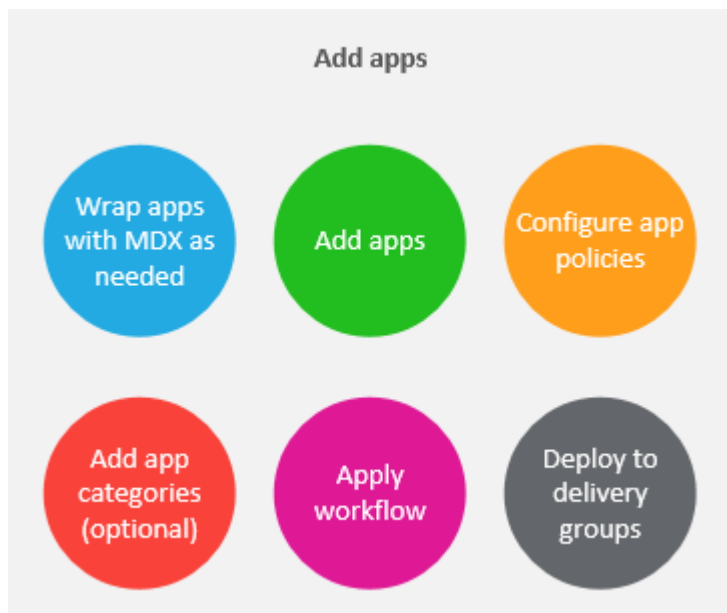 Add apps
Wrap apps
with MDX as
needed
Add apps
Configure app
policies
Add app
categories
(optional)
Apply
workflow
Deploy to
delivery
groups